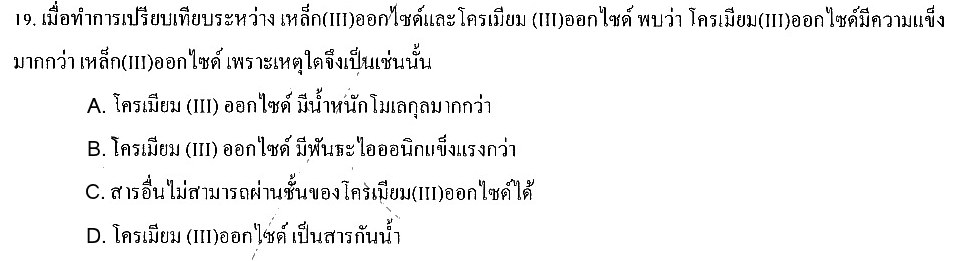 19. เมื่อทำการเปรียบเทียบระหว่าง เหล็ก(III)ออกไซด์และโครเมียม (III)ออกไซด์ พบว่า โครเมียม(III)ออกไซด์มีความแข็ง
มากกว่า เหล็ก(III)ออกไซด์ เพราะเหตุใดจึงเป็นเช่นนั้น
A. โครเมียม (III) ออกไซด์ มีน้ำหนักโมเลกุลมากกว่า
B. โครเมียม (III) ออกไซด์ มีพันธะไอออนิกแข็งแรงกว่า
C. สารอื่นไม่สามารถผ่านชั้นของโครเมียม(III)ออกไซด์ได้
D. โครเมียม (III)ออกไซด์ เป็นสารกันน้ำ